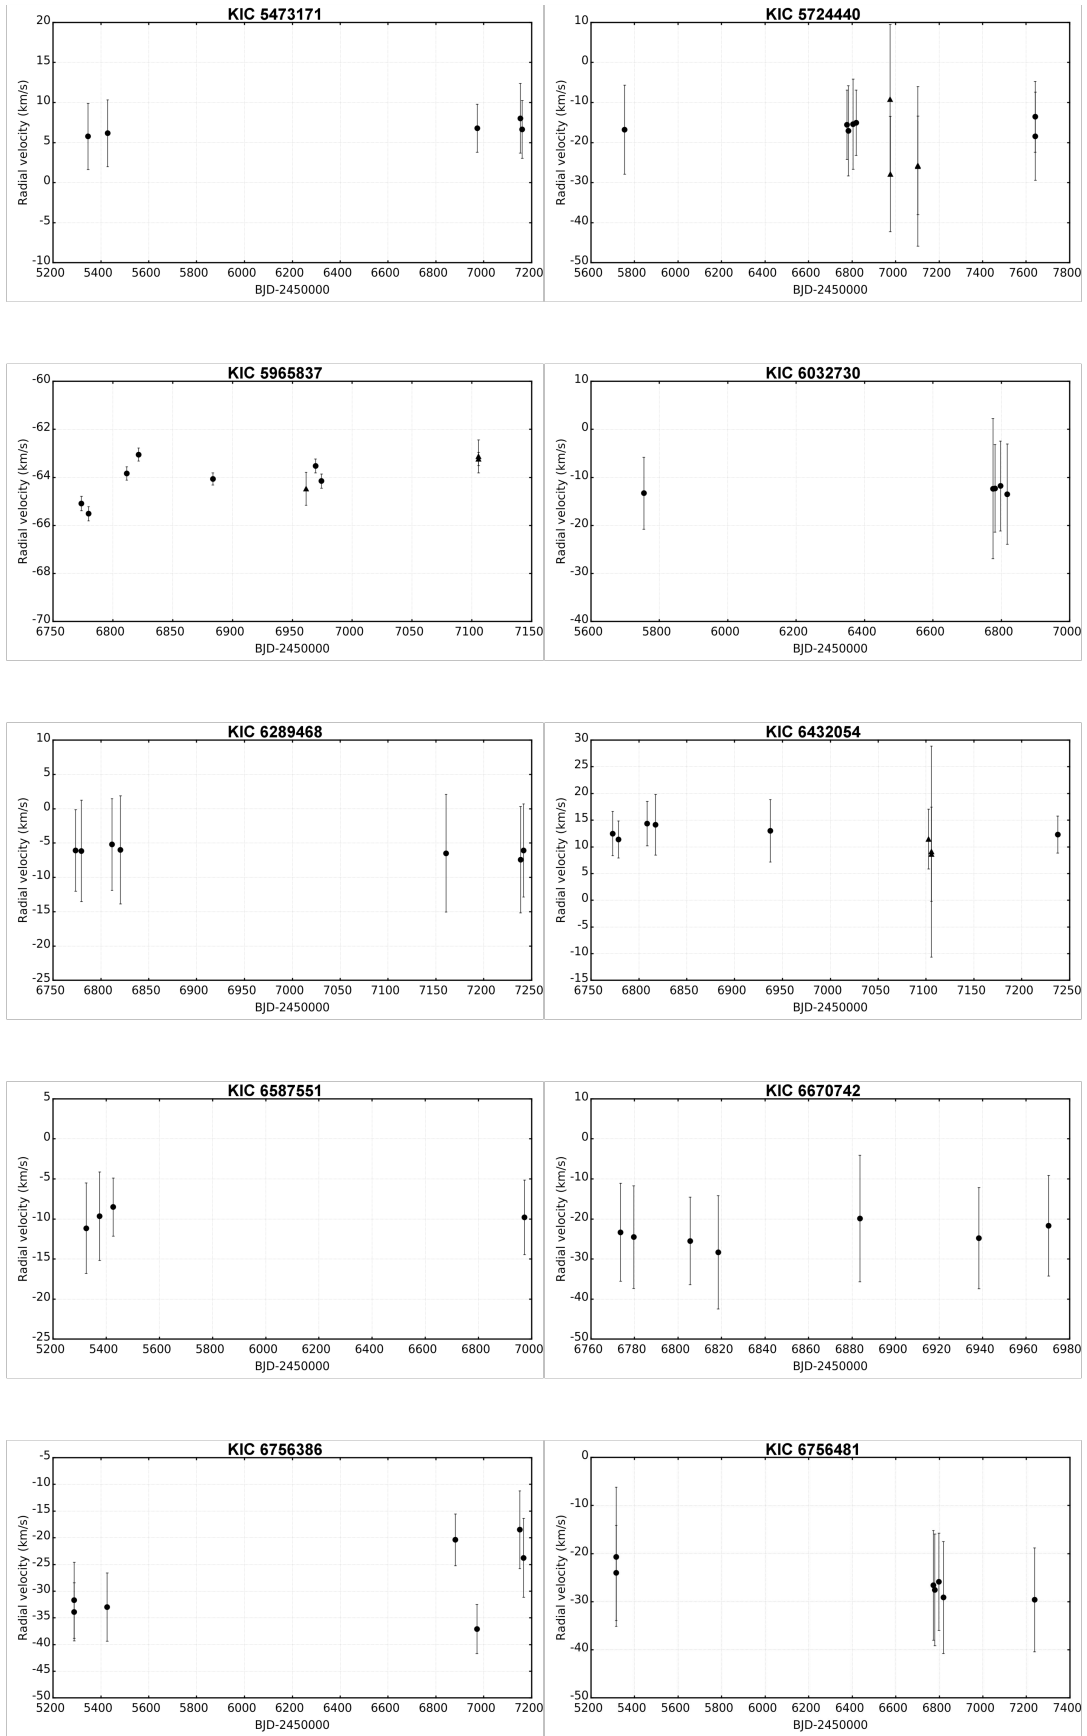 KIC 5473171
20
15
10
5
0
-5
-10
Radial velocity (km/s)
5200 5400 5600 5800 6000 6200 6400 6600 6800 7000 7200
BJD-2450000
KIC 5724440
10
0
-10
-20
-30
-40
-50
Radial velocity (km/s)
5600 5800 6000 6200 6400 6600 6800 7000 7200 7400 7600 7800
BJD-2450000
KIC 5965837
-60
-62
-64
-66
-68
-70
Radial velocity (km/s)
6750 6800 6850 6900 6950 7000 7050 7100 7150
BJD-2450000
KIC 6032730
10
0
-10
-20
-30
-40
Radial velocity (km/s)
5600 5800 6000 6200 6400 6600 6800 7000
BJD-2450000
KIC 6289468
10
5
0
-5
-10
-15
-20
-25
Radial velocity (km/s)
6750 6800 6850 6900 6950 7000 7050 7100 7150 7200 7250
BJD-2450000
KIC 6432054
30
25
20
15
10
5
0
-5
-10
-15
Radial velocity (km/s)
6750 6800 6850 6900 6950 7000 7050 7100 7150 7200 7250
BJD-2450000
KIC 6587551
5
0
-5
-10
-15
-20
-25
Radial velocity (km/s)
5200 5400 5600 5800 6000 6200 6400 6600 6800 7000
BJD-2450000
KIC 6670742
10
0
-10
-20
-30
-40
-50
Radial velocity (km/s)
6760 6780 6800 6820 6840 6860 6880 6900 6920 6940 6960 6980
BJD-2450000
KIC 6756386
-5
-10
-15
-20
-25
-30
-35
-40
-45
-50
Radial velocity (km/s)
5200 5400 5600 5800 6000 6200 6400 6600 6800 7000 7200
BJD-2450000
KIC 6756481
0
-10
-20
-30
-40
-50
Radial velocity (km/s)
5200 5400 5600 5800 6000 6200 6400 6600 6800 7000 7200 7400
BJD-2450000